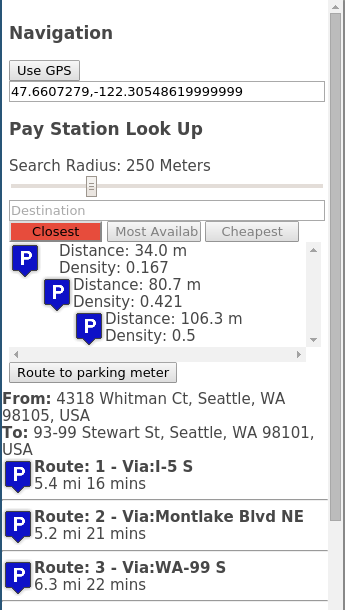 Navigation
Use GPS
47.6607279,-122.30548619999999
Pay Station Look Up
Search Radius: 250 Meters
Destination
Closest
Most Availab
Cheapest
P
Distance: 34.0 m
Density: 0.167
P
Distance: 80.7 m
Density: 0.421
P
Distance: 106.3 m
Density: 0.5
Route to parking meter
From: 4318 Whitman Ct, Seattle, WA
98105, USA
To: 93-99 Stewart St, Seattle, WA 98101,
USA
P
Route: 1 - Via:I-5 S
5.4 mi 16 mins
P
Route: 2 - Via:Montlake Blvd NE
5.2 mi 21 mins
P
Route: 3 - Via:WA-99 S
6.3 mi 22 mins